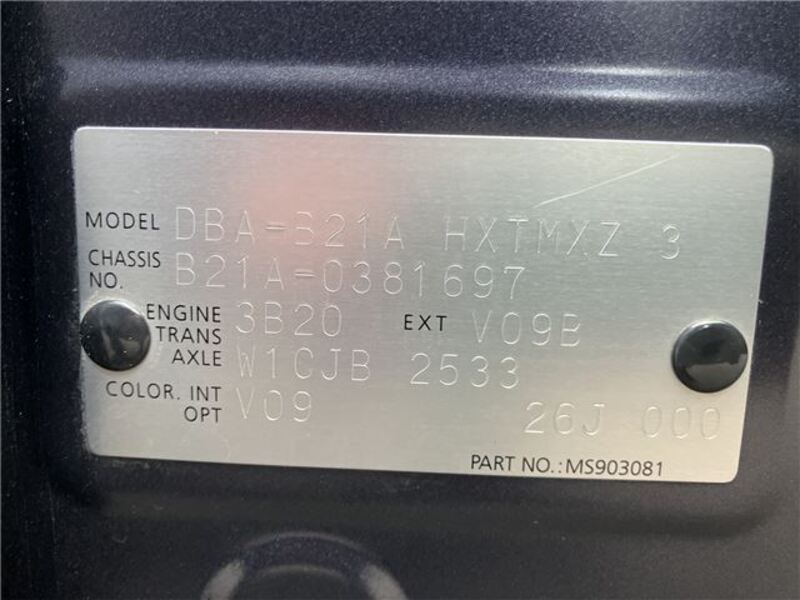 MODEL DBA-B21A HXTMXZ 3
CHASSIS NO. B21A-0381697
ENGINE 3B20 EXT V09B
TRANS AXLE W1CJB 2533
COLOR. INT OPT V09 26J 000
PART NO.:MS903081